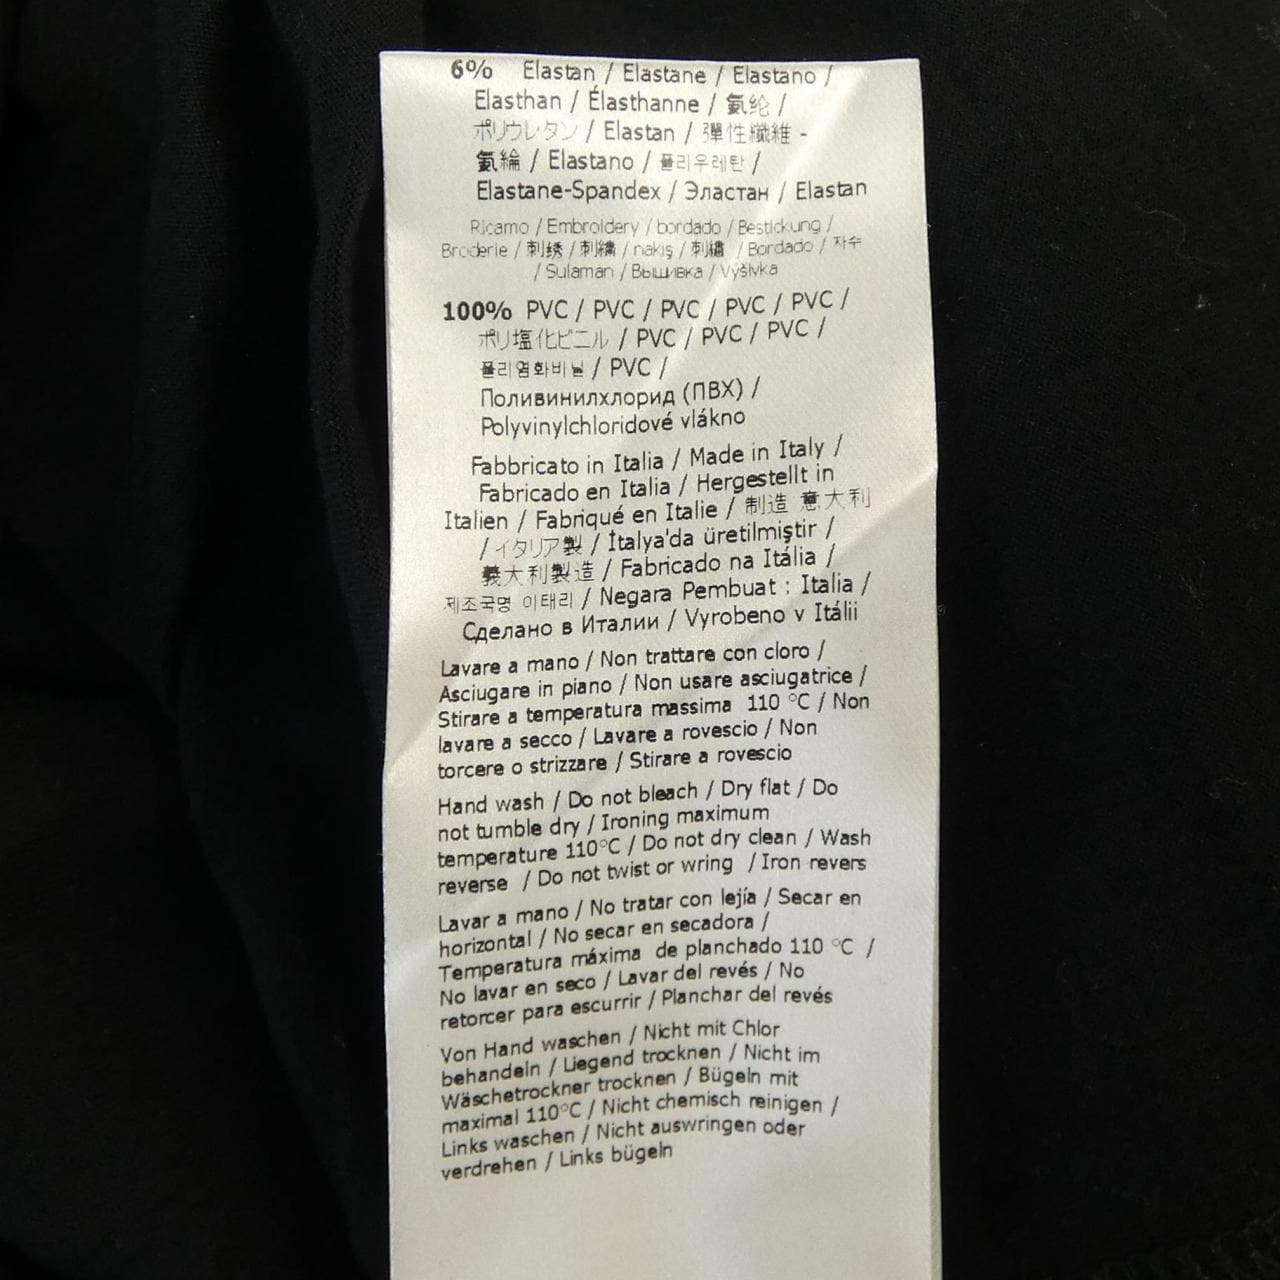 6% Elastan / Elastane / Elastano /
Elasthan / Élasthanne / 氨纶 /
ポリウレタン / Elastan / 彈性纖維 -
氨綸 / Elastano / 폴리우레탄 /
Elastane-Spandex / Эластан / Elastan
Ricamo / Embroidery / bordado / Bestickung /
Broderie / 刺绣 / 刺繍 / nakiş / 刺繡 / Bordado / 자수
/ Sulaman / Вышивка / Výšivka
100% PVC / PVC / PVC / PVC / PVC /
ポリ塩化ビニル / PVC / PVC / PVC /
폴리염화비닐 / PVC /
Поливинилхлорид (ПВХ) /
Polyvinylchloridové vlákno
Fabbricato in Italia / Made in Italy /
Fabricado en Italia / Hergestellt in
Italien / Fabriqué en Italie / 制造 意大利
/ イタリア製 / İtalya'da üretilmiştir /
義大利製造 / Fabricado na Itália /
제조국명 이태리 / Negara Pembuat : Italia /
Сделано в Италии / Vyrobeno v Itálii
Lavare a mano / Non trattare con cloro /
Asciugare in piano / Non usare asciugatrice /
Stirare a temperatura massima 110 °C / Non
lavare a secco / Lavare a rovescio / Non
torcere o strizzare / Stirare a rovescio
Hand wash / Do not bleach / Dry flat / Do
not tumble dry / Ironing maximum
temperature 110°C / Do not dry clean / Wash
reverse / Do not twist or wring / Iron revers
Lavar a mano / No tratar con lejía / Secar en
horizontal / No secar en secadora /
Temperatura máxima de planchado 110 °C /
No lavar en seco / Lavar del revés / No
retorcer para escurrir / Planchar del revés
Von Hand waschen / Nicht mit Chlor
behandeln / Liegend trocknen / Nicht im
Wäschetrockner trocknen / Bügeln mit
maximal 110°C / Nicht chemisch reinigen /
Links waschen / Nicht auswringen oder
verdrehen / Links bügeln